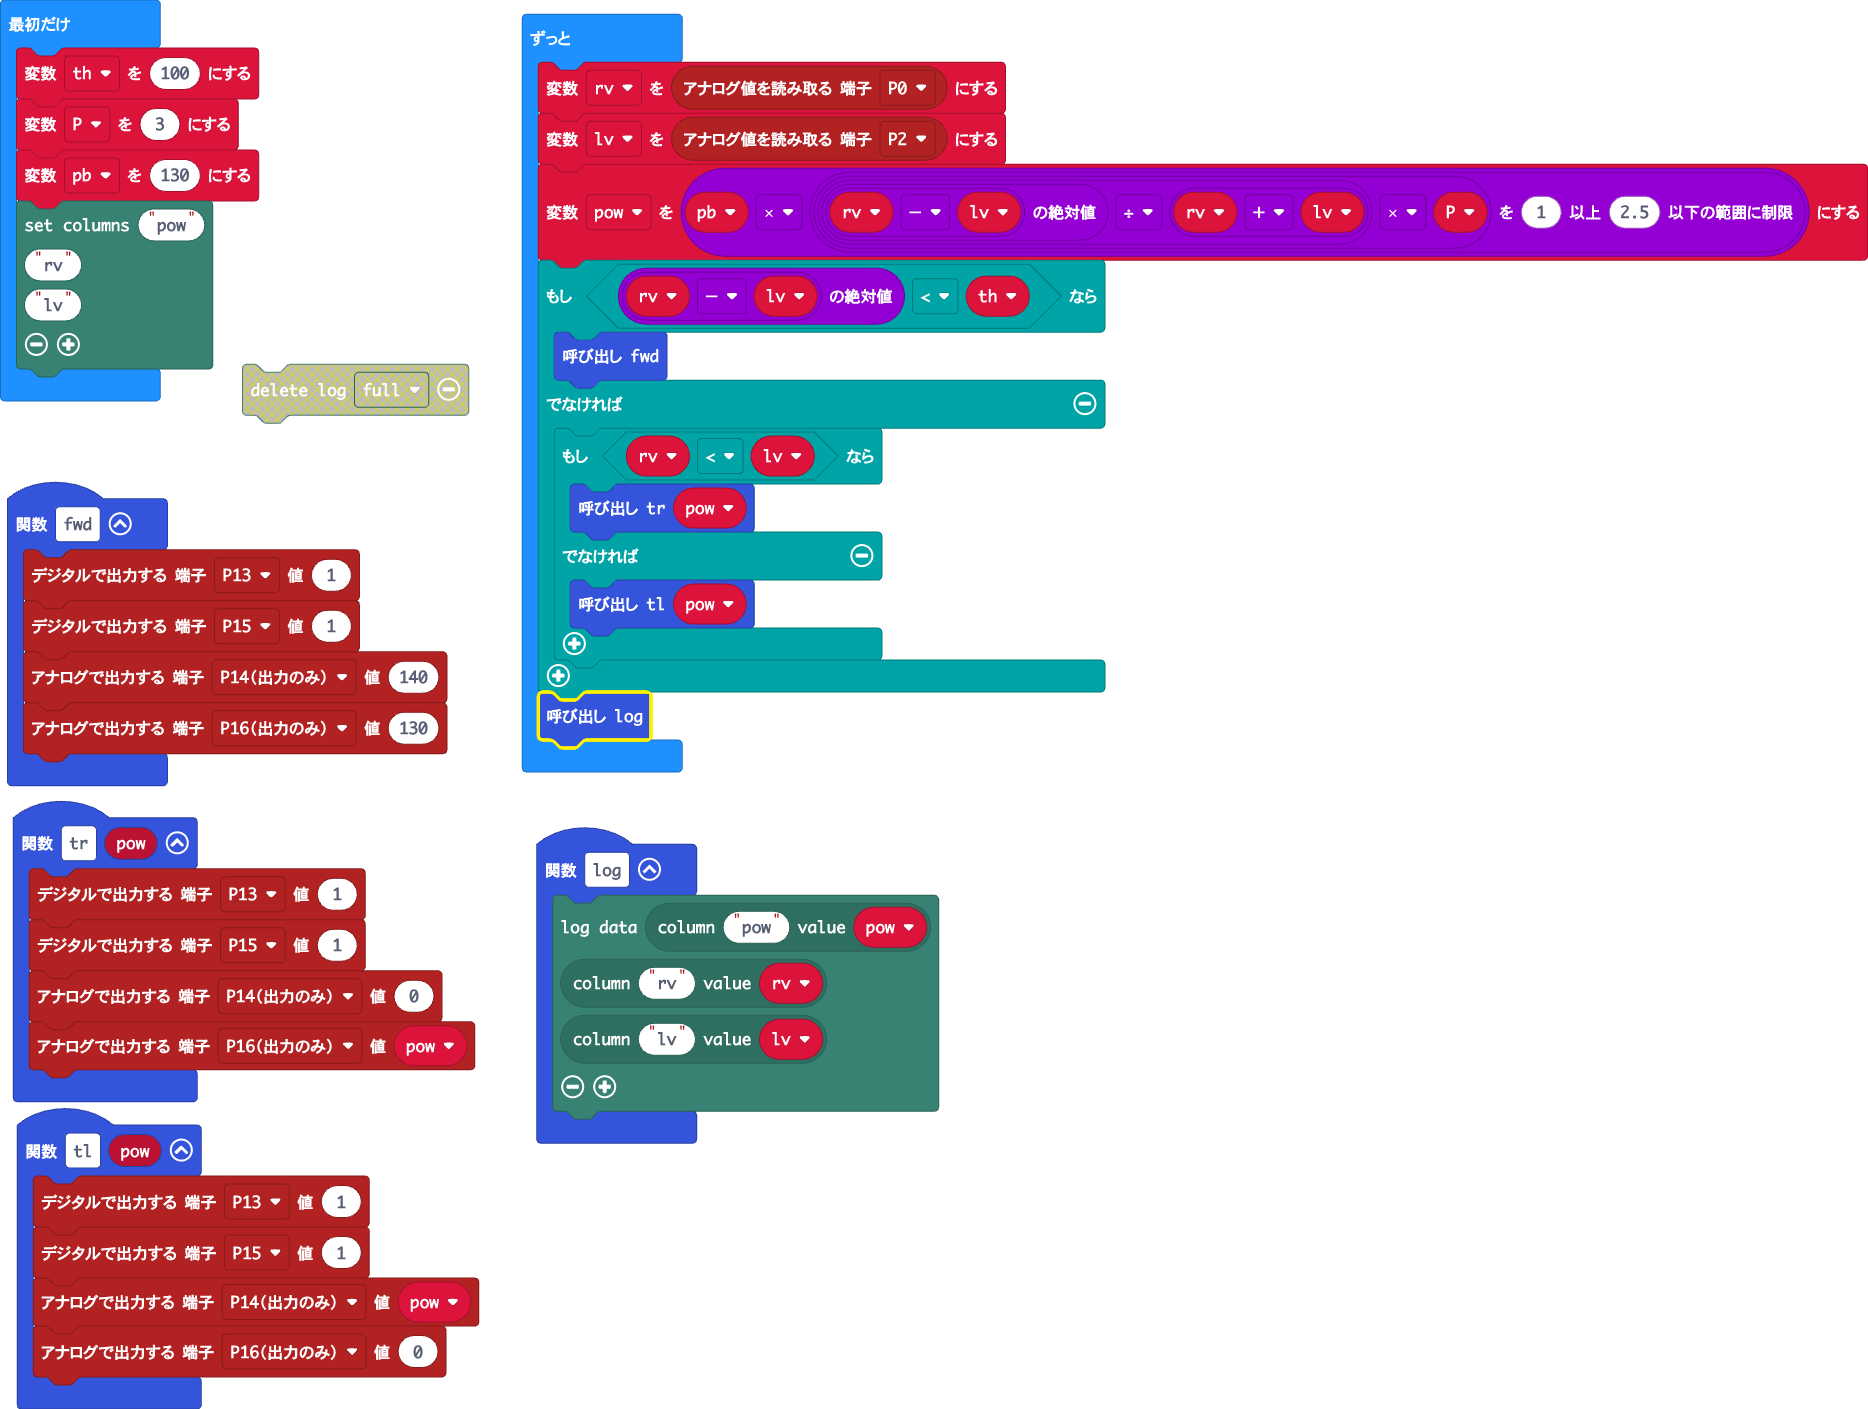 最初だけ
変数 th を 100 にする
変数 P を 3 にする
変数 pb を 130 にする
set columns "pow"
"rv"
"lv"
delete log full
関数 fwd
デジタルで出力する 端子 P13 値 1
デジタルで出力する 端子 P15 値 1
アナログで出力する 端子 P14(出力のみ) 値 140
アナログで出力する 端子 P16(出力のみ) 値 130
関数 tr pow
デジタルで出力する 端子 P13 値 1
デジタルで出力する 端子 P15 値 1
アナログで出力する 端子 P14(出力のみ) 値 0
アナログで出力する 端子 P16(出力のみ) 値 pow
関数 tl pow
デジタルで出力する 端子 P13 値 1
デジタルで出力する 端子 P15 値 1
アナログで出力する 端子 P14(出力のみ) 値 pow
アナログで出力する 端子 P16(出力のみ) 値 0
ずっと
変数 rv を アナログ値を読み取る 端子 P0 にする
変数 lv を アナログ値を読み取る 端子 P2 にする
変数 pow を pb × rv − lv の絶対値 ÷ rv + lv × P を 1 以上 2.5 以下の範囲に制限 にする
もし rv − lv の絶対値 < th なら
呼び出し fwd
でなければ
もし rv < lv なら
呼び出し tr pow
でなければ
呼び出し tl pow
呼び出し log
関数 log
log data column "pow" value pow
column "rv" value rv
column "lv" value lv